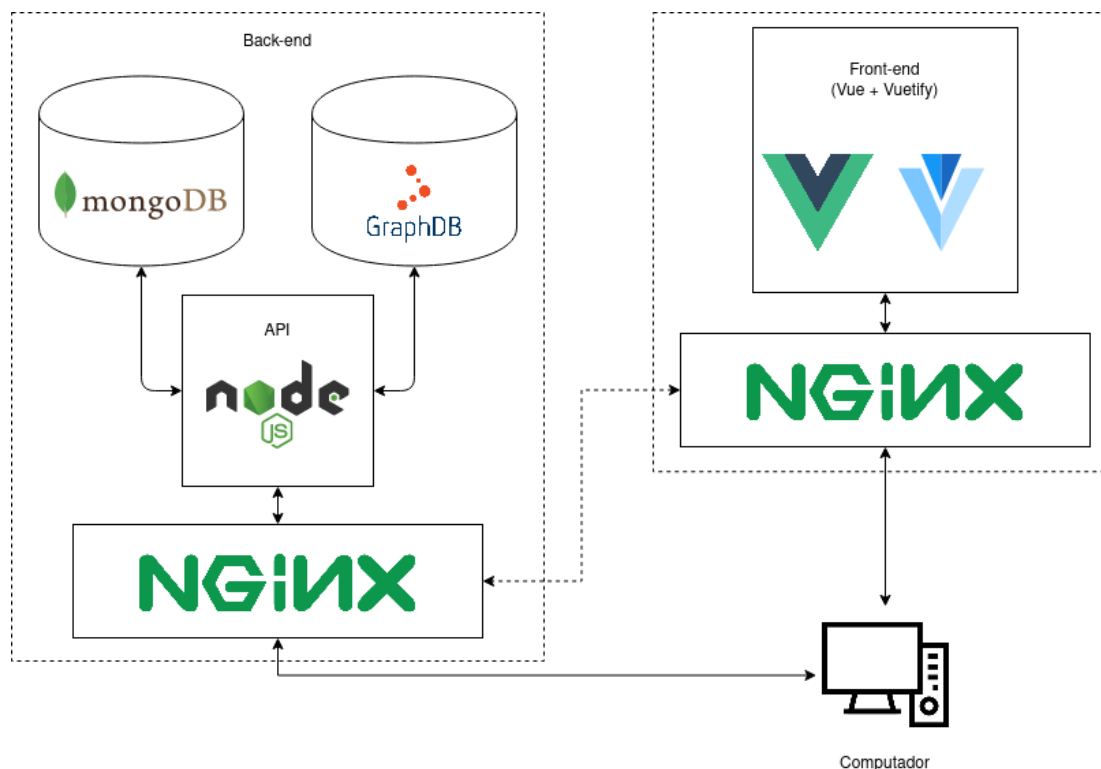 Back-end
mongoDB
GraphDB
API
node
JS
NGINX
Front-end
(Vue + Vuetify)
NGINX
Computador